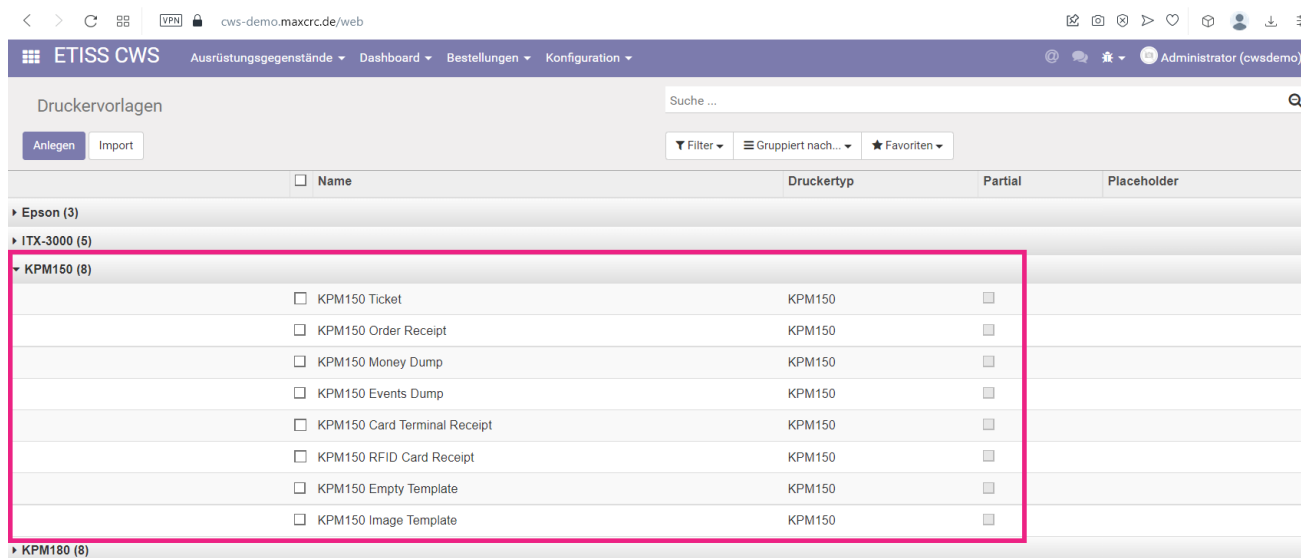 VPN cws-demo.maxcrc.de/web
ETISS CWS Ausrüstungsgegenstände Dashboard Bestellungen Konfiguration @ Administrator (cwsdemo)
Druckervorlagen Suche ...
Anlegen Import Filter Gruppiert nach... Favoriten
Name Druckertyp Partial Placeholder
Epson (3)
ITX-3000 (5)
KPM150 (8)
KPM150 Ticket KPM150
KPM150 Order Receipt KPM150
KPM150 Money Dump KPM150
KPM150 Events Dump KPM150
KPM150 Card Terminal Receipt KPM150
KPM150 RFID Card Receipt KPM150
KPM150 Empty Template KPM150
KPM150 Image Template KPM150
KPM180 (8)